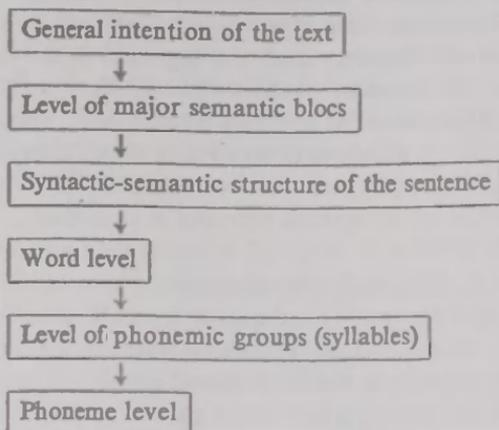 General intention of the text
Level of major semantic blocs
Syntactic-semantic structure of the sentence
Word level
Level of phonemic groups (syllables)
Phoneme level